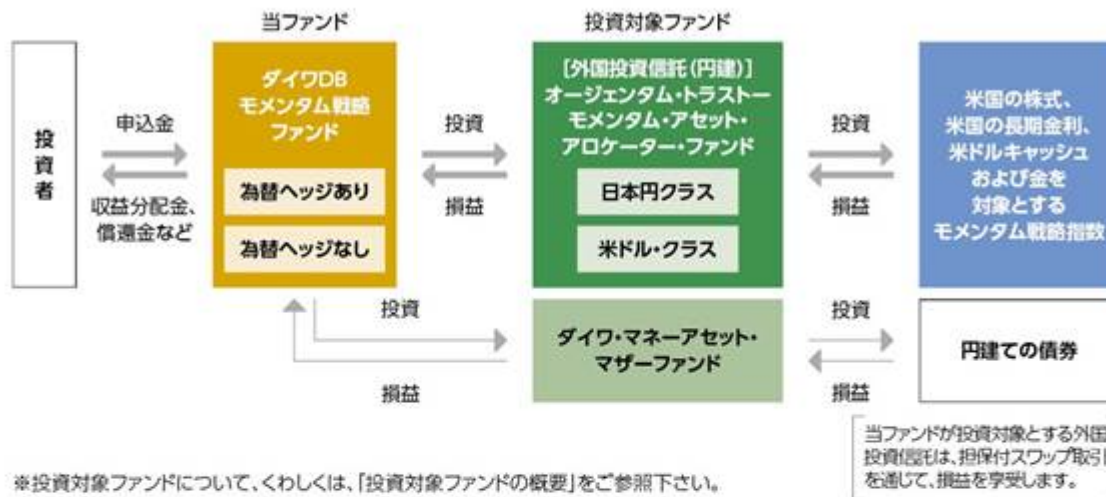 当ファンド
投資対象ファンド
投資者
申込金
収益分配金、
償還金など
ダイワDB
モメンタム戦略
ファンド
為替ヘッジあり
為替ヘッジなし
投資
損益
[外国投資信託(円建)]
オージェンタム・トラストー
モメンタム・アセット・
アロケーター・ファンド
日本円クラス
米ドル・クラス
投資
損益
米国の株式、
米国の長期金利、
米ドルキャッシュ
および金を
対象とする
モメンタム戦略指数
投資
損益
ダイワ・マネーアセット・
マザーファンド
投資
損益
円建ての債券
当ファンドが投資対象とする外国
投資信託は、担保付スワップ取引
を通じて、損益を享受します。
※投資対象ファンドについて、くわしくは、「投資対象ファンドの概要」をご参照下さい。